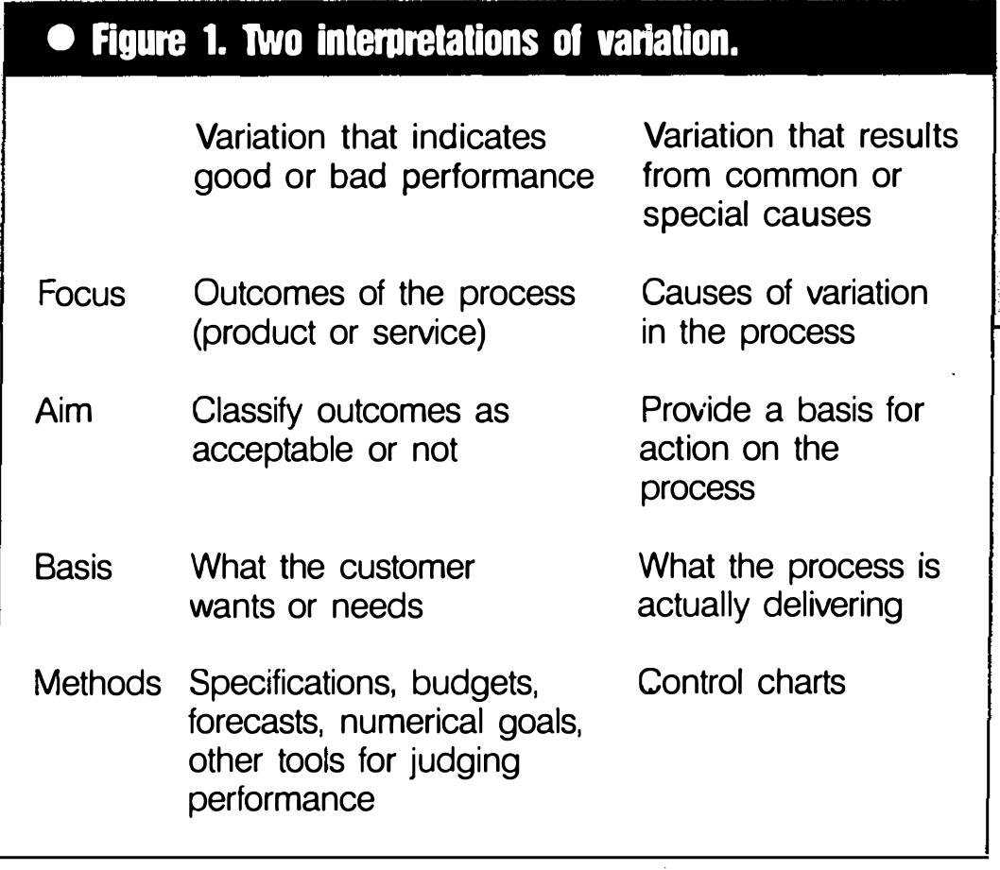 ● Figure 1. Two interpretations of variation.
Variation that indicates
good or bad performance
Variation that results
from common or
special causes
Focus
Outcomes of the process
(product or service)
Causes of variation
in the process
Aim
Classify outcomes as
acceptable or not
Provide a basis for
action on the
process
Basis
What the customer
wants or needs
What the process is
actually delivering
Methods
Specifications, budgets,
forecasts, numerical goals,
other tools for judging
performance
Control charts